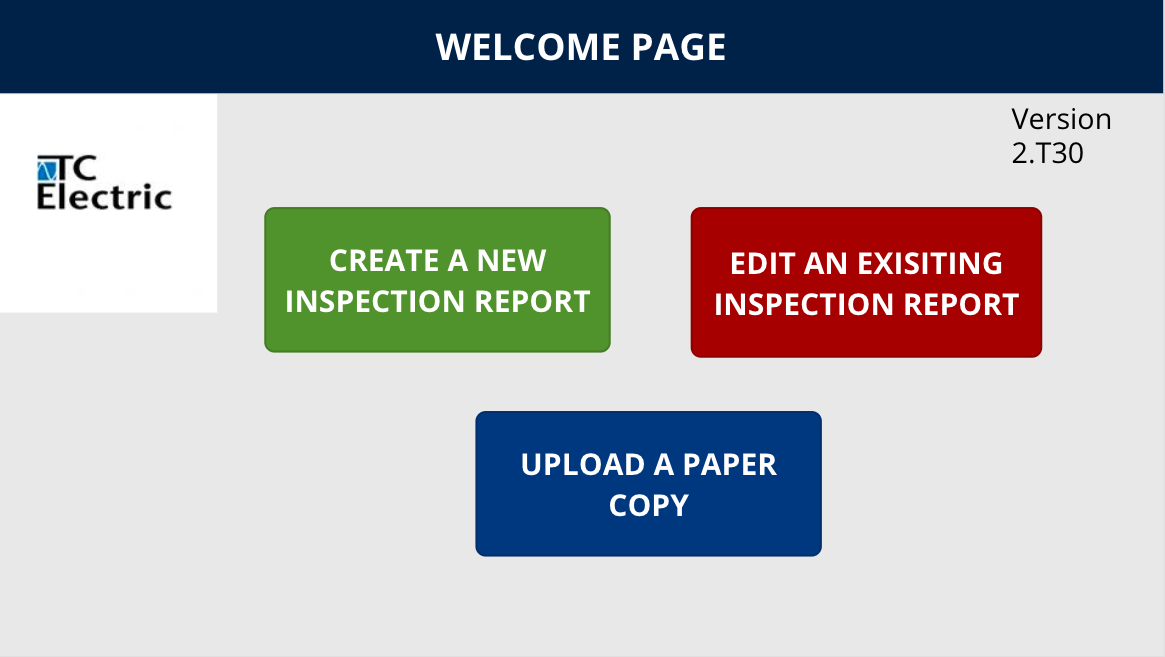 WELCOME PAGE
Version
2.T30
TC
Electric
CREATE A NEW
INSPECTION REPORT
EDIT AN EXISITING
INSPECTION REPORT
UPLOAD A PAPER
COPY